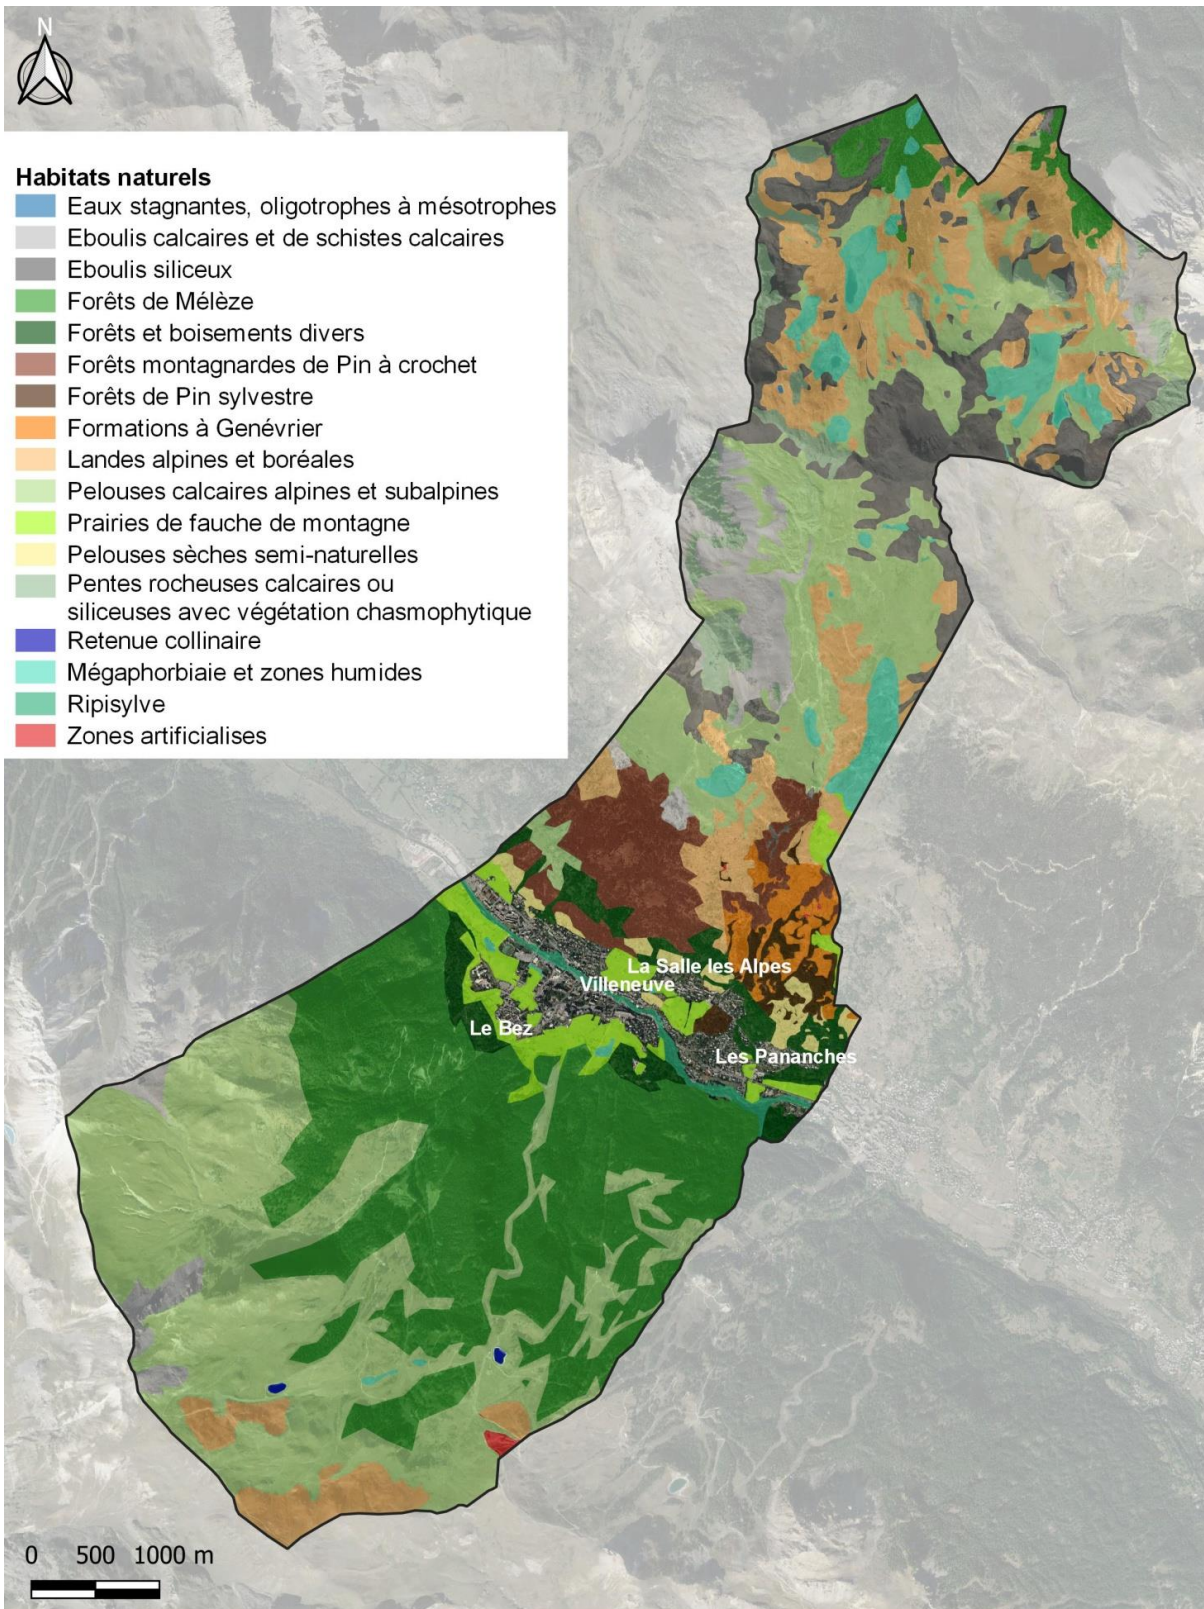 N
Habitats naturels
Eaux stagnantes, oligotrophes à mésotrophes
Eboulis calcaires et de schistes calcaires
Eboulis siliceux
Forêts de Mélèze
Forêts et boisements divers
Forêts montagnardes de Pin à crochet
Forêts de Pin sylvestre
Formations à Genévrier
Landes alpines et boréales
Pelouses calcaires alpines et subalpines
Prairies de fauche de montagne
Pelouses sèches semi-naturelles
Pentes rocheuses calcaires ou
siliceuses avec végétation chasmophytique
Retenue collinaire
Mégaphorbiaie et zones humides
Ripisylve
Zones artificialises
La Salle les Alpes
Villeneuve
Le Bez
Les Pananches
0 500 1000 m